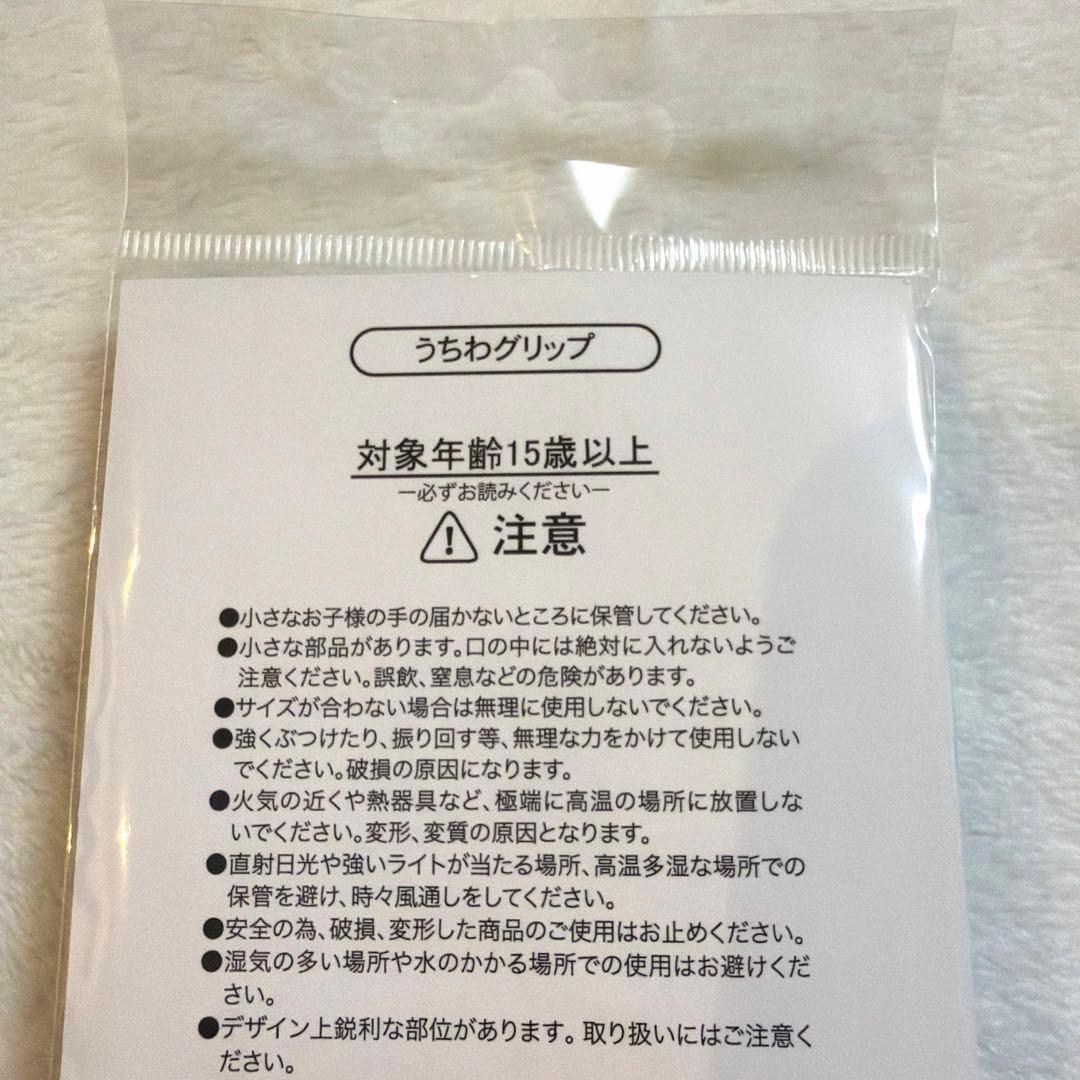 うちわグリップ
対象年齢15歳以上
ー必ずお読みくださいー
注意
●小さなお子様の手の届かないところに保管してください。
●小さな部品があります。口の中には絶対に入れないようご
注意ください。誤飲、窒息などの危険があります。
●サイズが合わない場合は無理に使用しないでください。
●強くぶつけたり、振り回す等、無理な力をかけて使用しない
でください。破損の原因になります。
●火気の近くや熱器具など、極端に高温の場所に放置しな
いでください。変形、変質の原因となります。
●直射日光や強いライトが当たる場所、高温多湿な場所での
保管を避け、時々風通しをしてください。
●安全の為、破損、変形した商品のご使用はお止めください。
●湿気の多い場所や水のかかる場所での使用はお避けくだ
さい。
●デザイン上鋭利な部位があります。取り扱いにはご注意く
ださい。